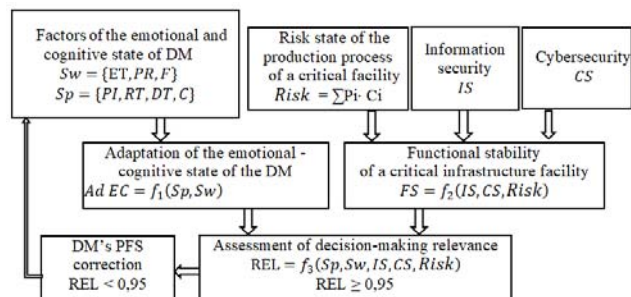 Factors of the emotional and
cognitive state of DM
Sw = {ET, PR, F}
Sp = {PI, RT, DT, C}
Risk state of the
production process
of a critical facility
Risk = ∑Pi· Ci
Information
security
IS
Cybersecurity
CS
Adaptation of the emotional -
cognitive state of the DM
Ad EC = f₁(Sp, Sw)
Functional stability
of a critical infrastructure facility
FS = f₂(IS, CS, Risk)
DM's PFS
correction
REL < 0,95
Assessment of decision-making relevance
REL = f₃(Sp, Sw, IS, CS, Risk)
REL ≥ 0,95